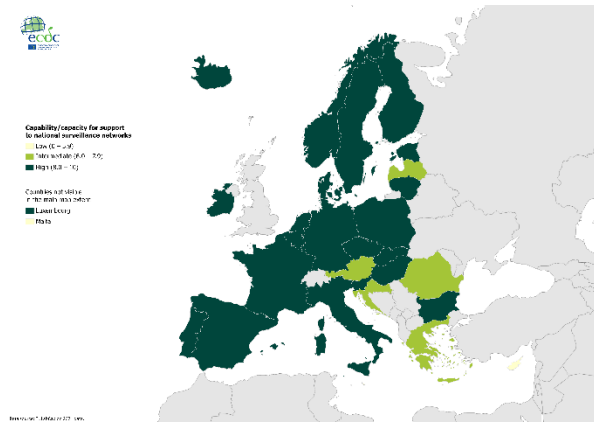 ecdc
Capability/capacity for support
to national surveillance networks
Low (0 – 5.9)
Intermediate (6.0 – 7.9)
High (8.0 – 10)
Countries not visible
in the main map extent
Luxembourg
Malta